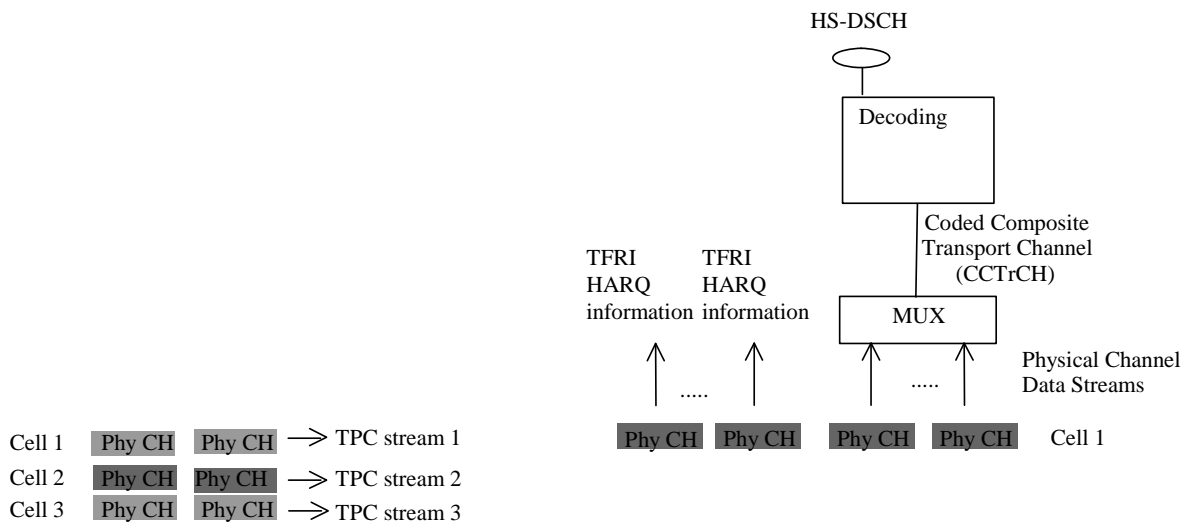 HS-DSCH
Decoding
Coded Composite
Transport Channel
(CCTrCH)
TFRI
HARQ
information
TFRI
HARQ
information
MUX
Physical Channel
Data Streams
.....
.....
Phy CH Phy CH Phy CH Phy CH Cell 1
Cell 1 Phy CH Phy CH TPC stream 1
Cell 2 Phy CH Phy CH TPC stream 2
Cell 3 Phy CH Phy CH TPC stream 3